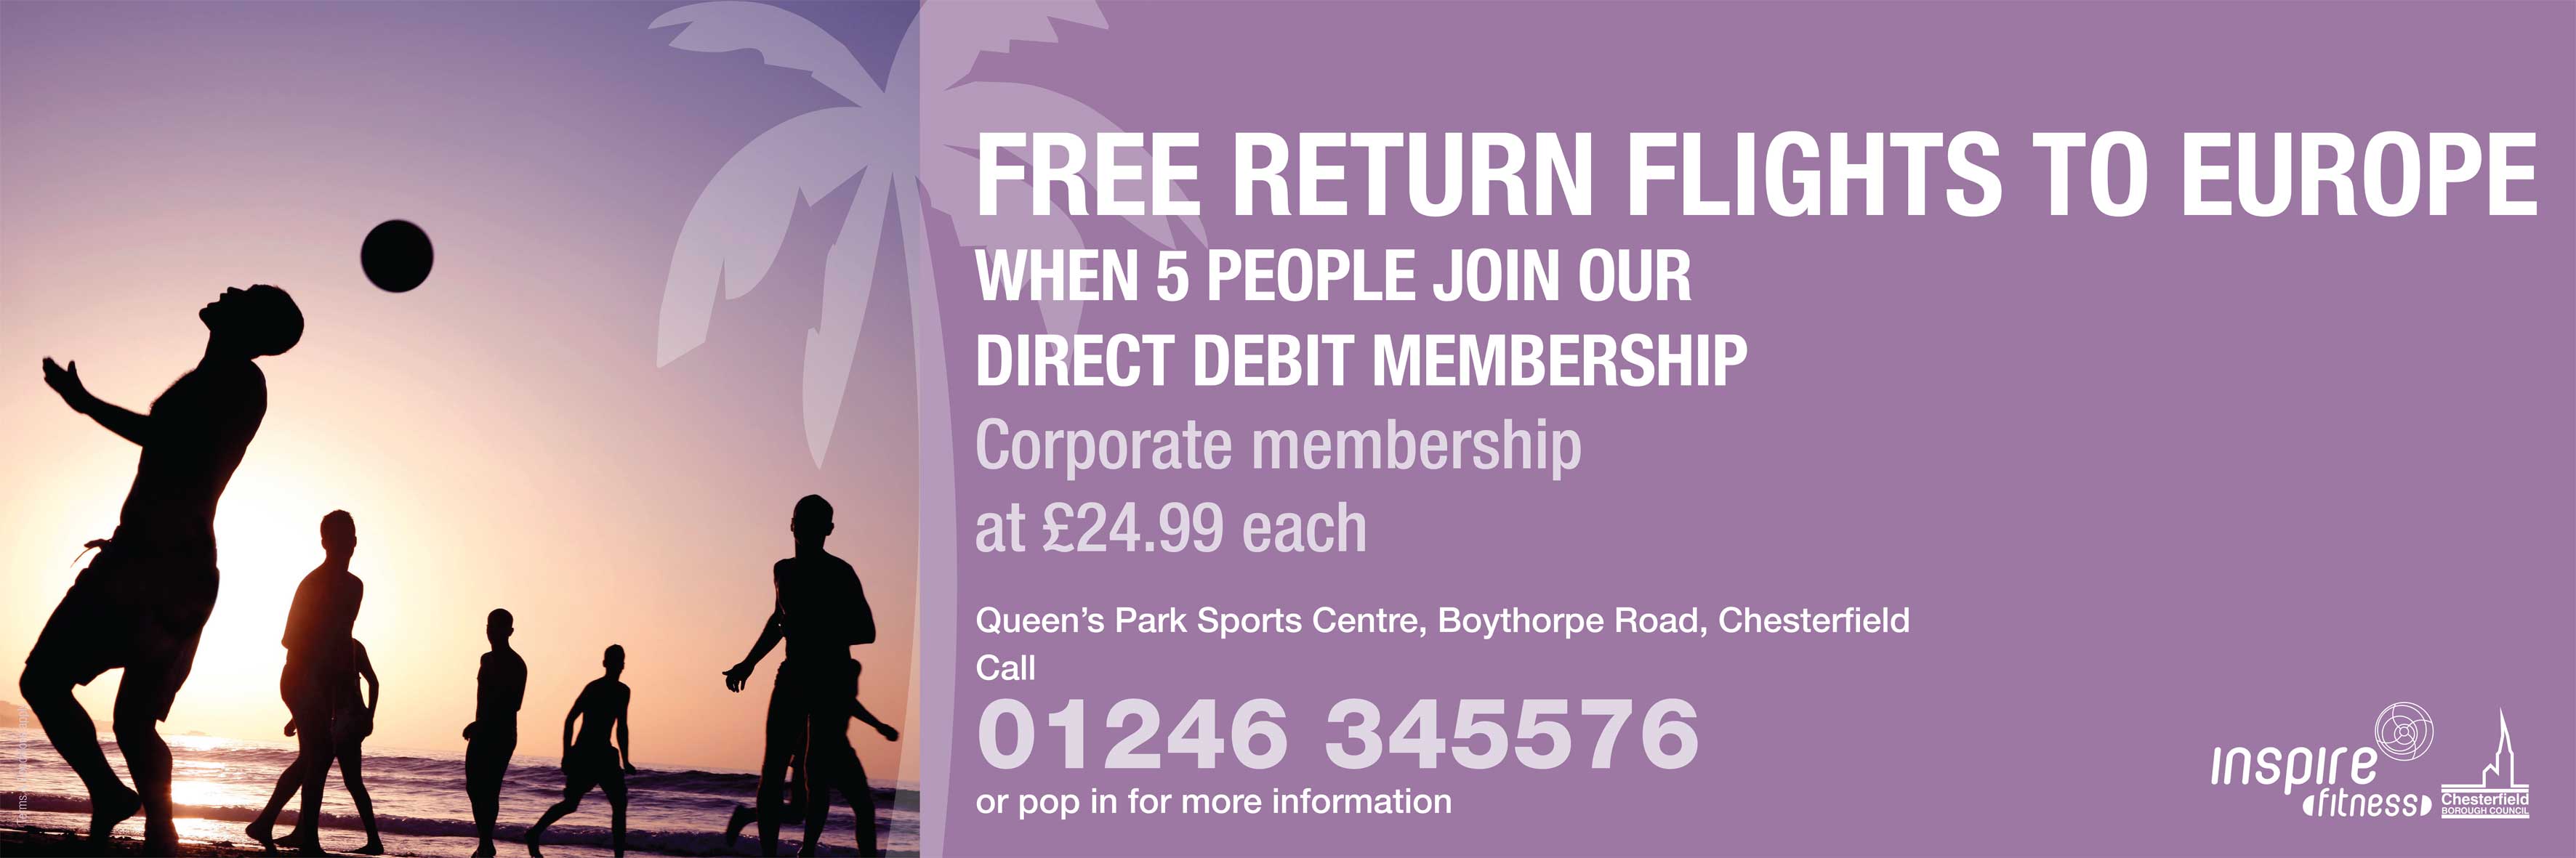 FREE RETURN FLIGHTS TO EUROPE
WHEN 5 PEOPLE JOIN OUR
DIRECT DEBIT MEMBERSHIP
Corporate membership
at £24.99 each
Queen’s Park Sports Centre, Boythorpe Road, Chesterfield
Call
01246 345576
or pop in for more information
inspire
fitness
Chesterfield
BOROUGH COUNCIL